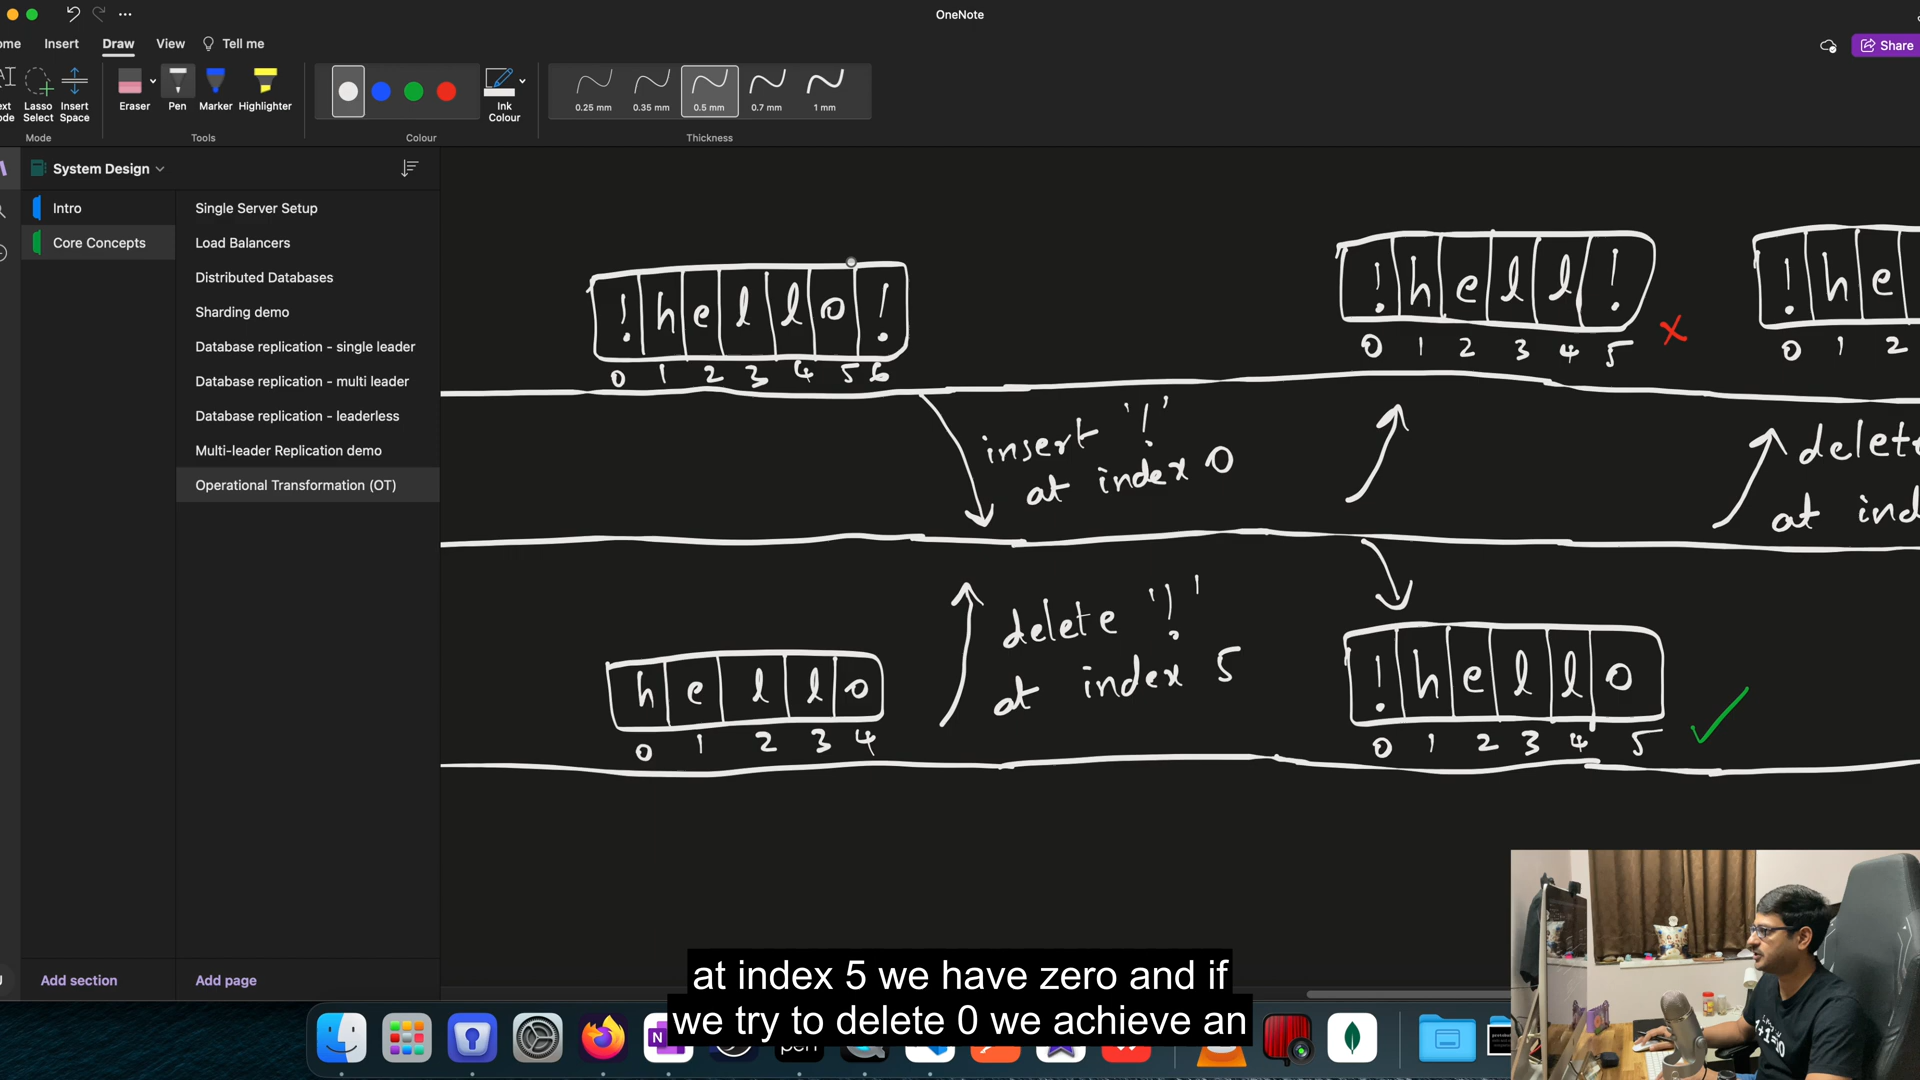 OneNote
ome Insert Draw View Tell me
Share
Eraser Pen Marker Highlighter
ext Lasso Insert
ode Select Space
Ink
Colour
0.25 mm 0.35 mm 0.5 mm 0.7 mm 1 mm
Mode Tools Colour Thickness
System Design
Intro
Core Concepts
Single Server Setup
Load Balancers
Distributed Databases
Sharding demo
Database replication - single leader
Database replication - multi leader
Database replication - leaderless
Multi-leader Replication demo
Operational Transformation (OT)
Add section
Add page
! h e l l o !
0 1 2 3 4 5 6
! h e l l !
0 1 2 3 4 5
X
! h e
0 1 2
insert '!'
at index 0
delete
at ind
delete '!'
at index 5
h e l l o
0 1 2 3 4
! h e l l o
0 1 2 3 4 5
at index 5 we have zero and if
we try to delete 0 we achieve an